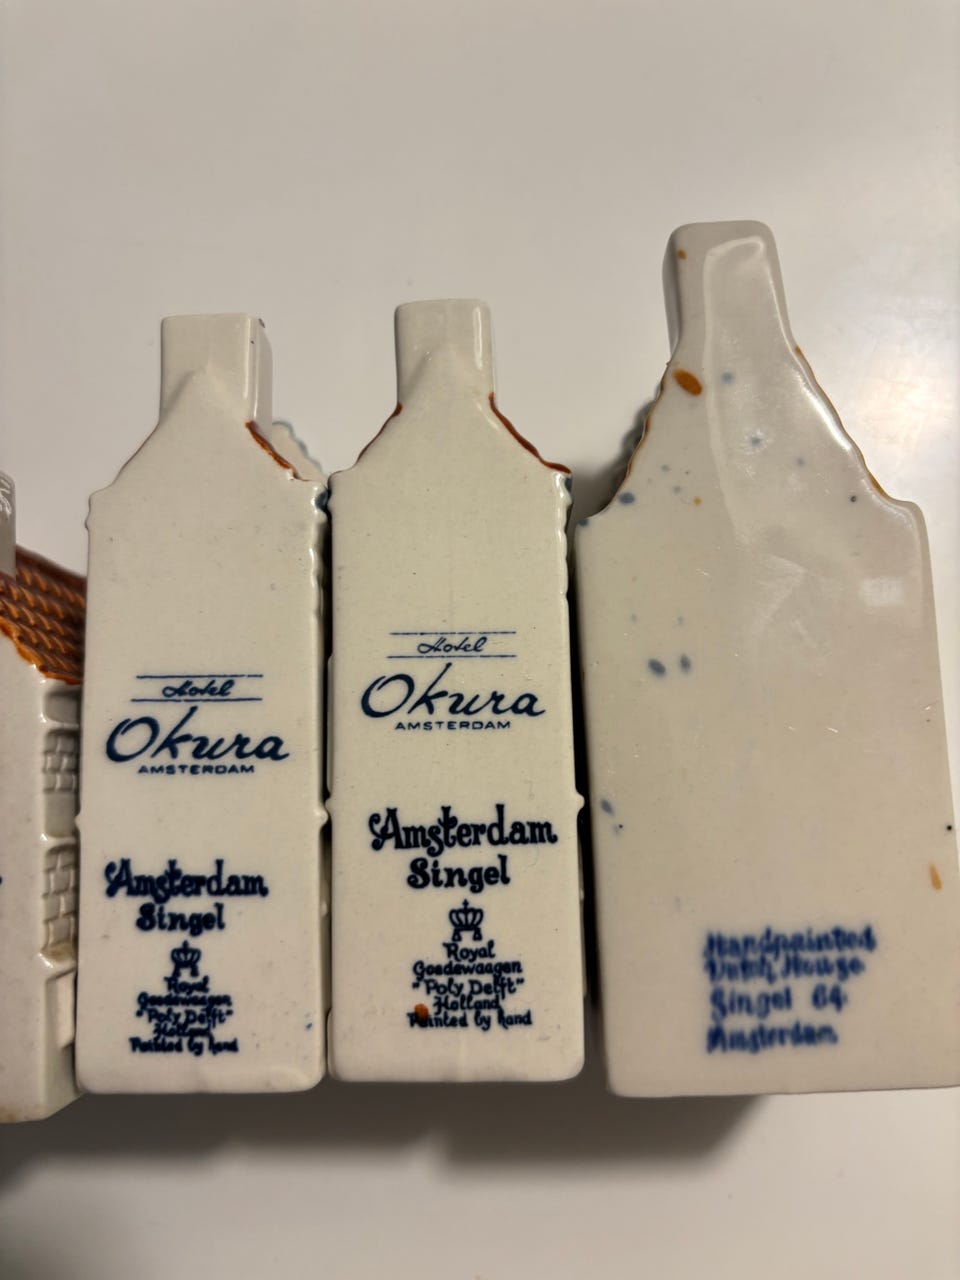 Hotel
Okura
AMSTERDAM
Amsterdam
Singel
Royal
Goedewaagen
"Poly Delft"
Holland
Painted by hand
Hotel
Okura
AMSTERDAM
Amsterdam
Singel
Royal
Goedewaagen
"Poly Delft"
Holland
Painted by hand
Handpainted
Dutch House
Singel 64
Amsterdam